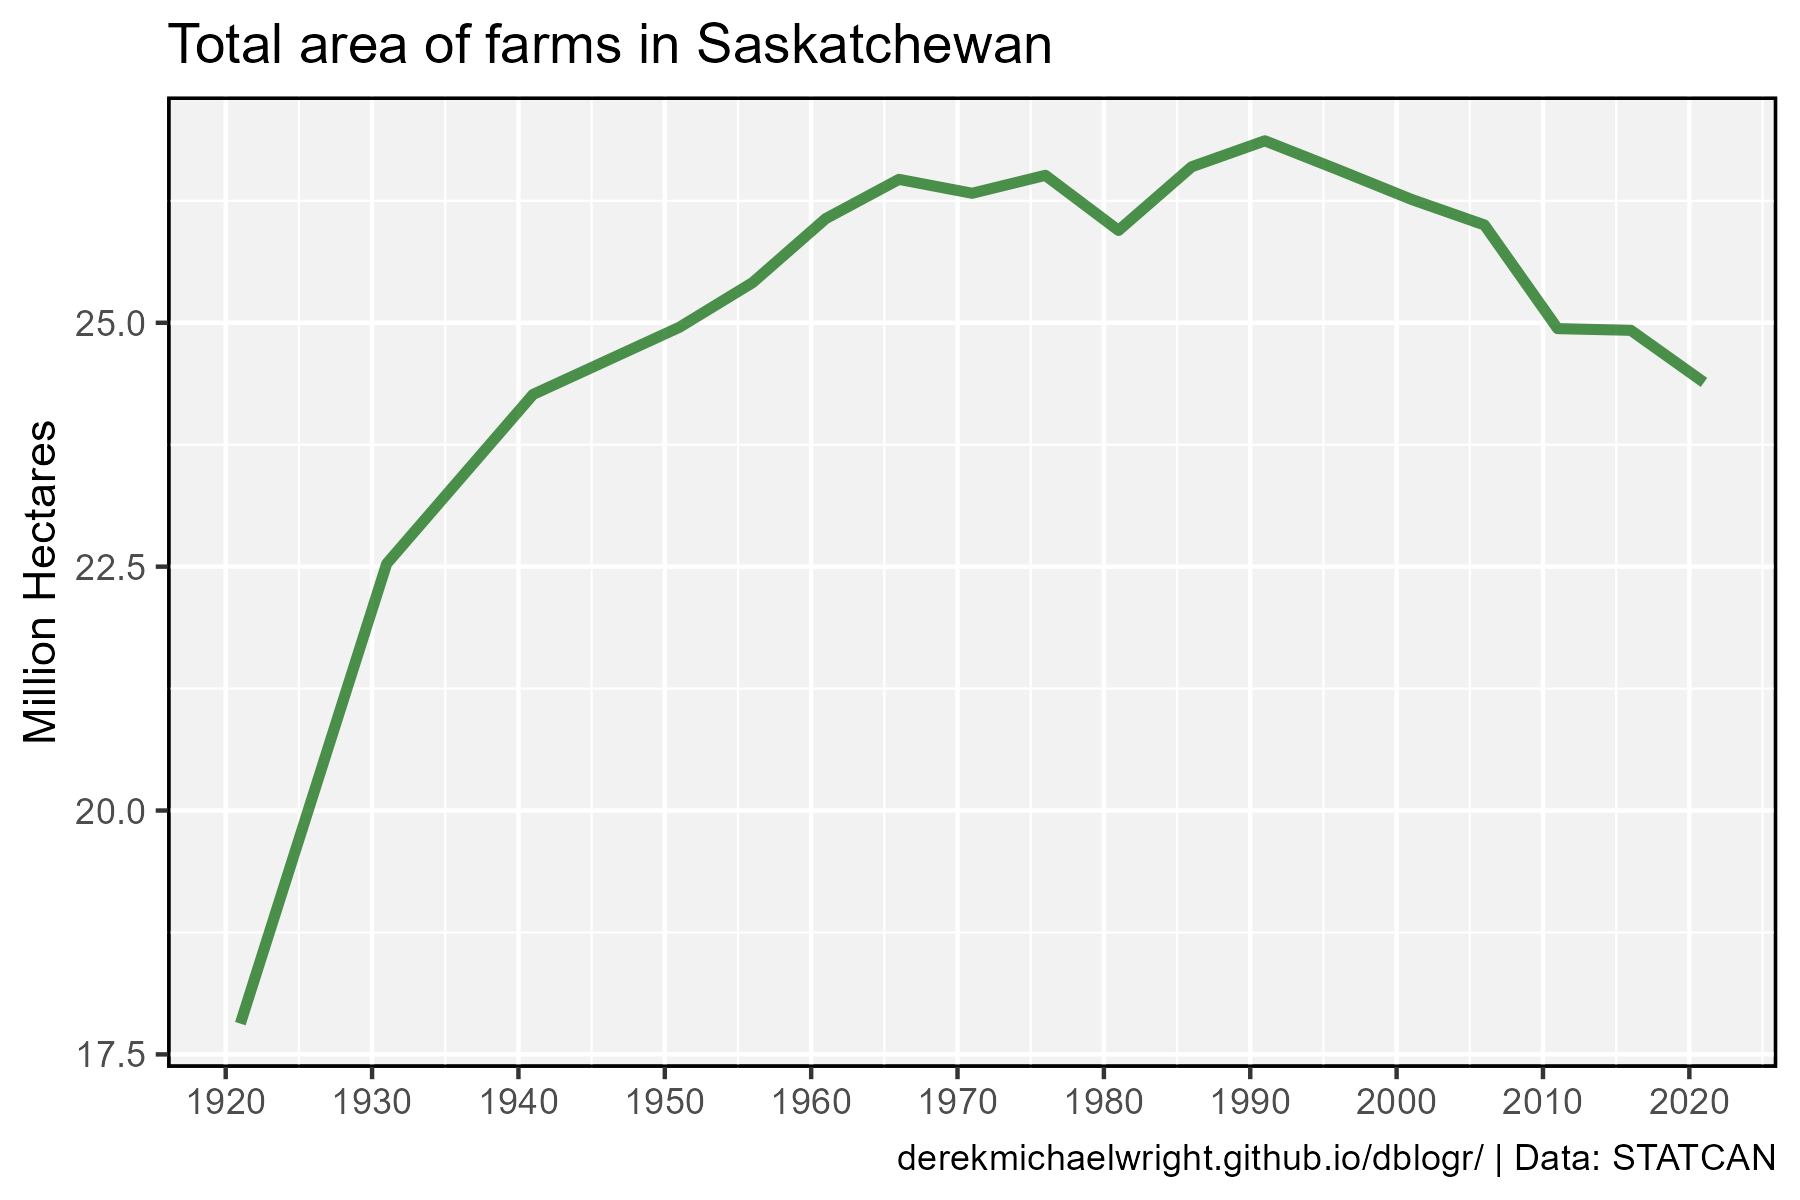 Total area of farms in Saskatchewan
Million Hectares
25.0
22.5
20.0
17.5
1920 1930 1940 1950 1960 1970 1980 1990 2000 2010 2020
derekmichaelwright.github.io/dblogr/ | Data: STATCAN